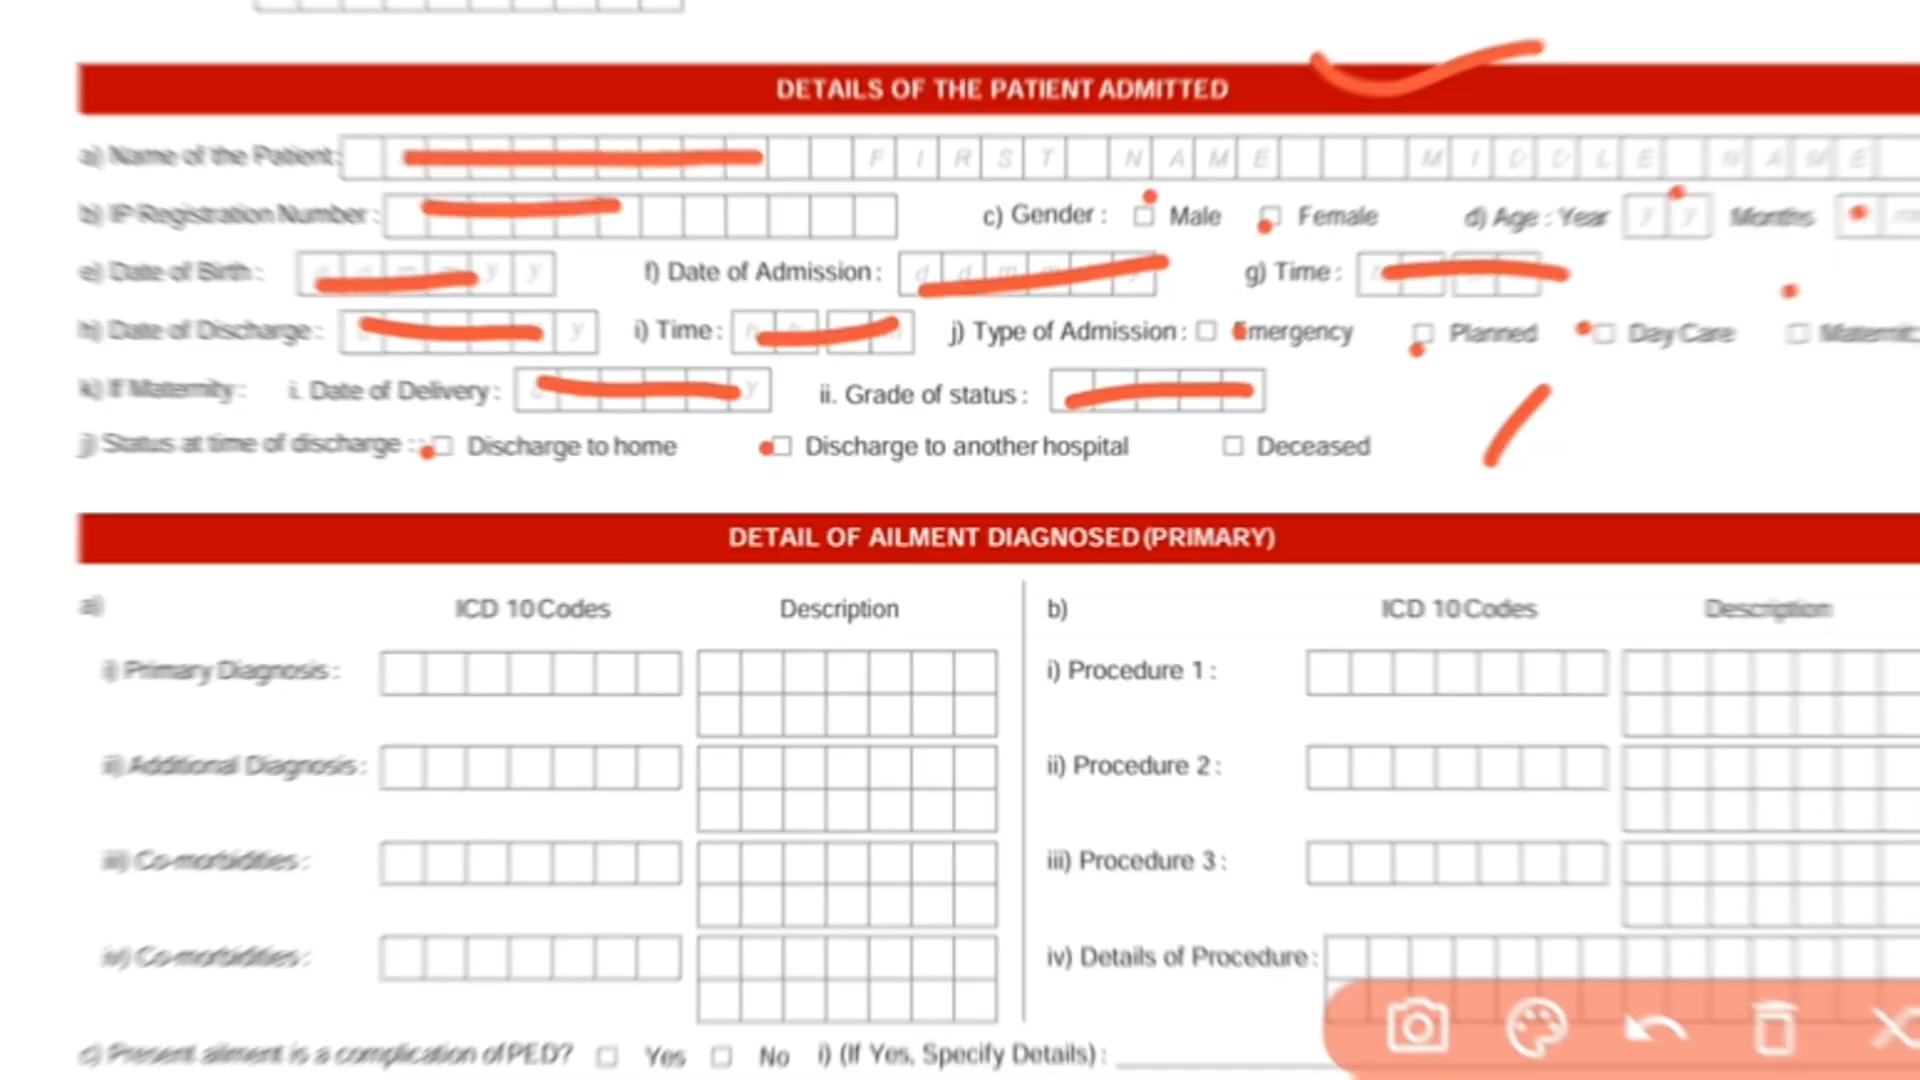 DETAILS OF THE PATIENT ADMITTED
a) Name of the Patient: FIRST NAME MIDDLE NAME
b) IP Registration Number: c) Gender: Male Female d) Age: Year y y Months
e) Date of Birth: y y f) Date of Admission: d d m g) Time:
h) Date of Discharge: y i) Time: j) Type of Admission: Emergency Planned Day Care
k) If Maternity: i. Date of Delivery: y ii. Grade of status:
j) Status at time of discharge: Discharge to home Discharge to another hospital Deceased
DETAIL OF AILMENT DIAGNOSED (PRIMARY)
a) ICD 10 Codes Description b) ICD 10 Codes Description
i) Primary Diagnosis: i) Procedure 1:
ii) Additional Diagnosis: ii) Procedure 2:
iii) Co-morbidities: iii) Procedure 3:
iv) Co-morbidities: iv) Details of Procedure:
c) Present ailment is a complication of PED? Yes No i) (If Yes, Specify Details):